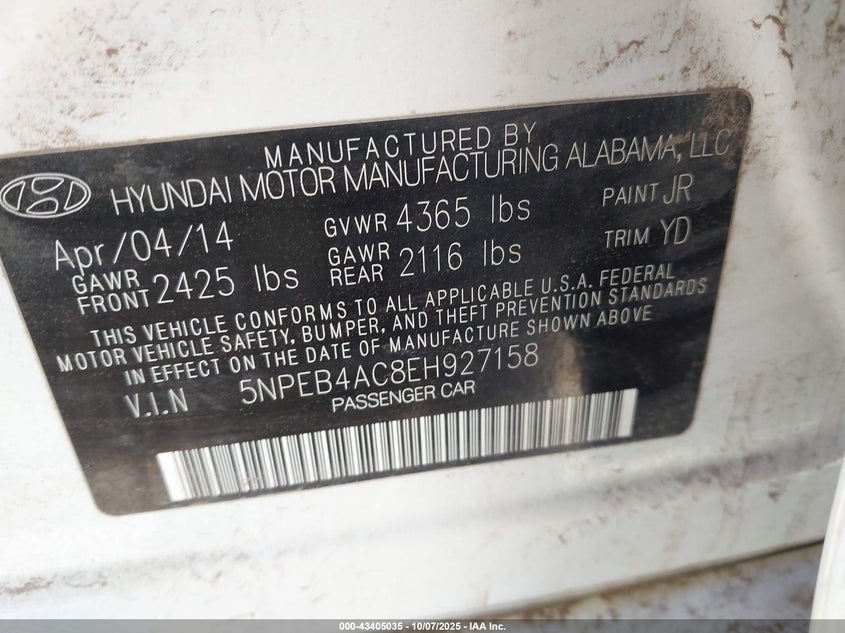 MANUFACTURED BY
HYUNDAI MOTOR MANUFACTURING ALABAMA, LLC
Apr/04/14 GVWR 4365 lbs PAINT JR
GAWR FRONT 2425 lbs GAWR REAR 2116 lbs TRIM YD
THIS VEHICLE CONFORMS TO ALL APPLICABLE U.S.A. FEDERAL
MOTOR VEHICLE SAFETY, BUMPER, AND THEFT PREVENTION STANDARDS
IN EFFECT ON THE DATE OF MANUFACTURE SHOWN ABOVE
V.I.N 5NPEB4AC8EH927158
PASSENGER CAR
000-43405035 - 10/07/2025 - IAA Inc.